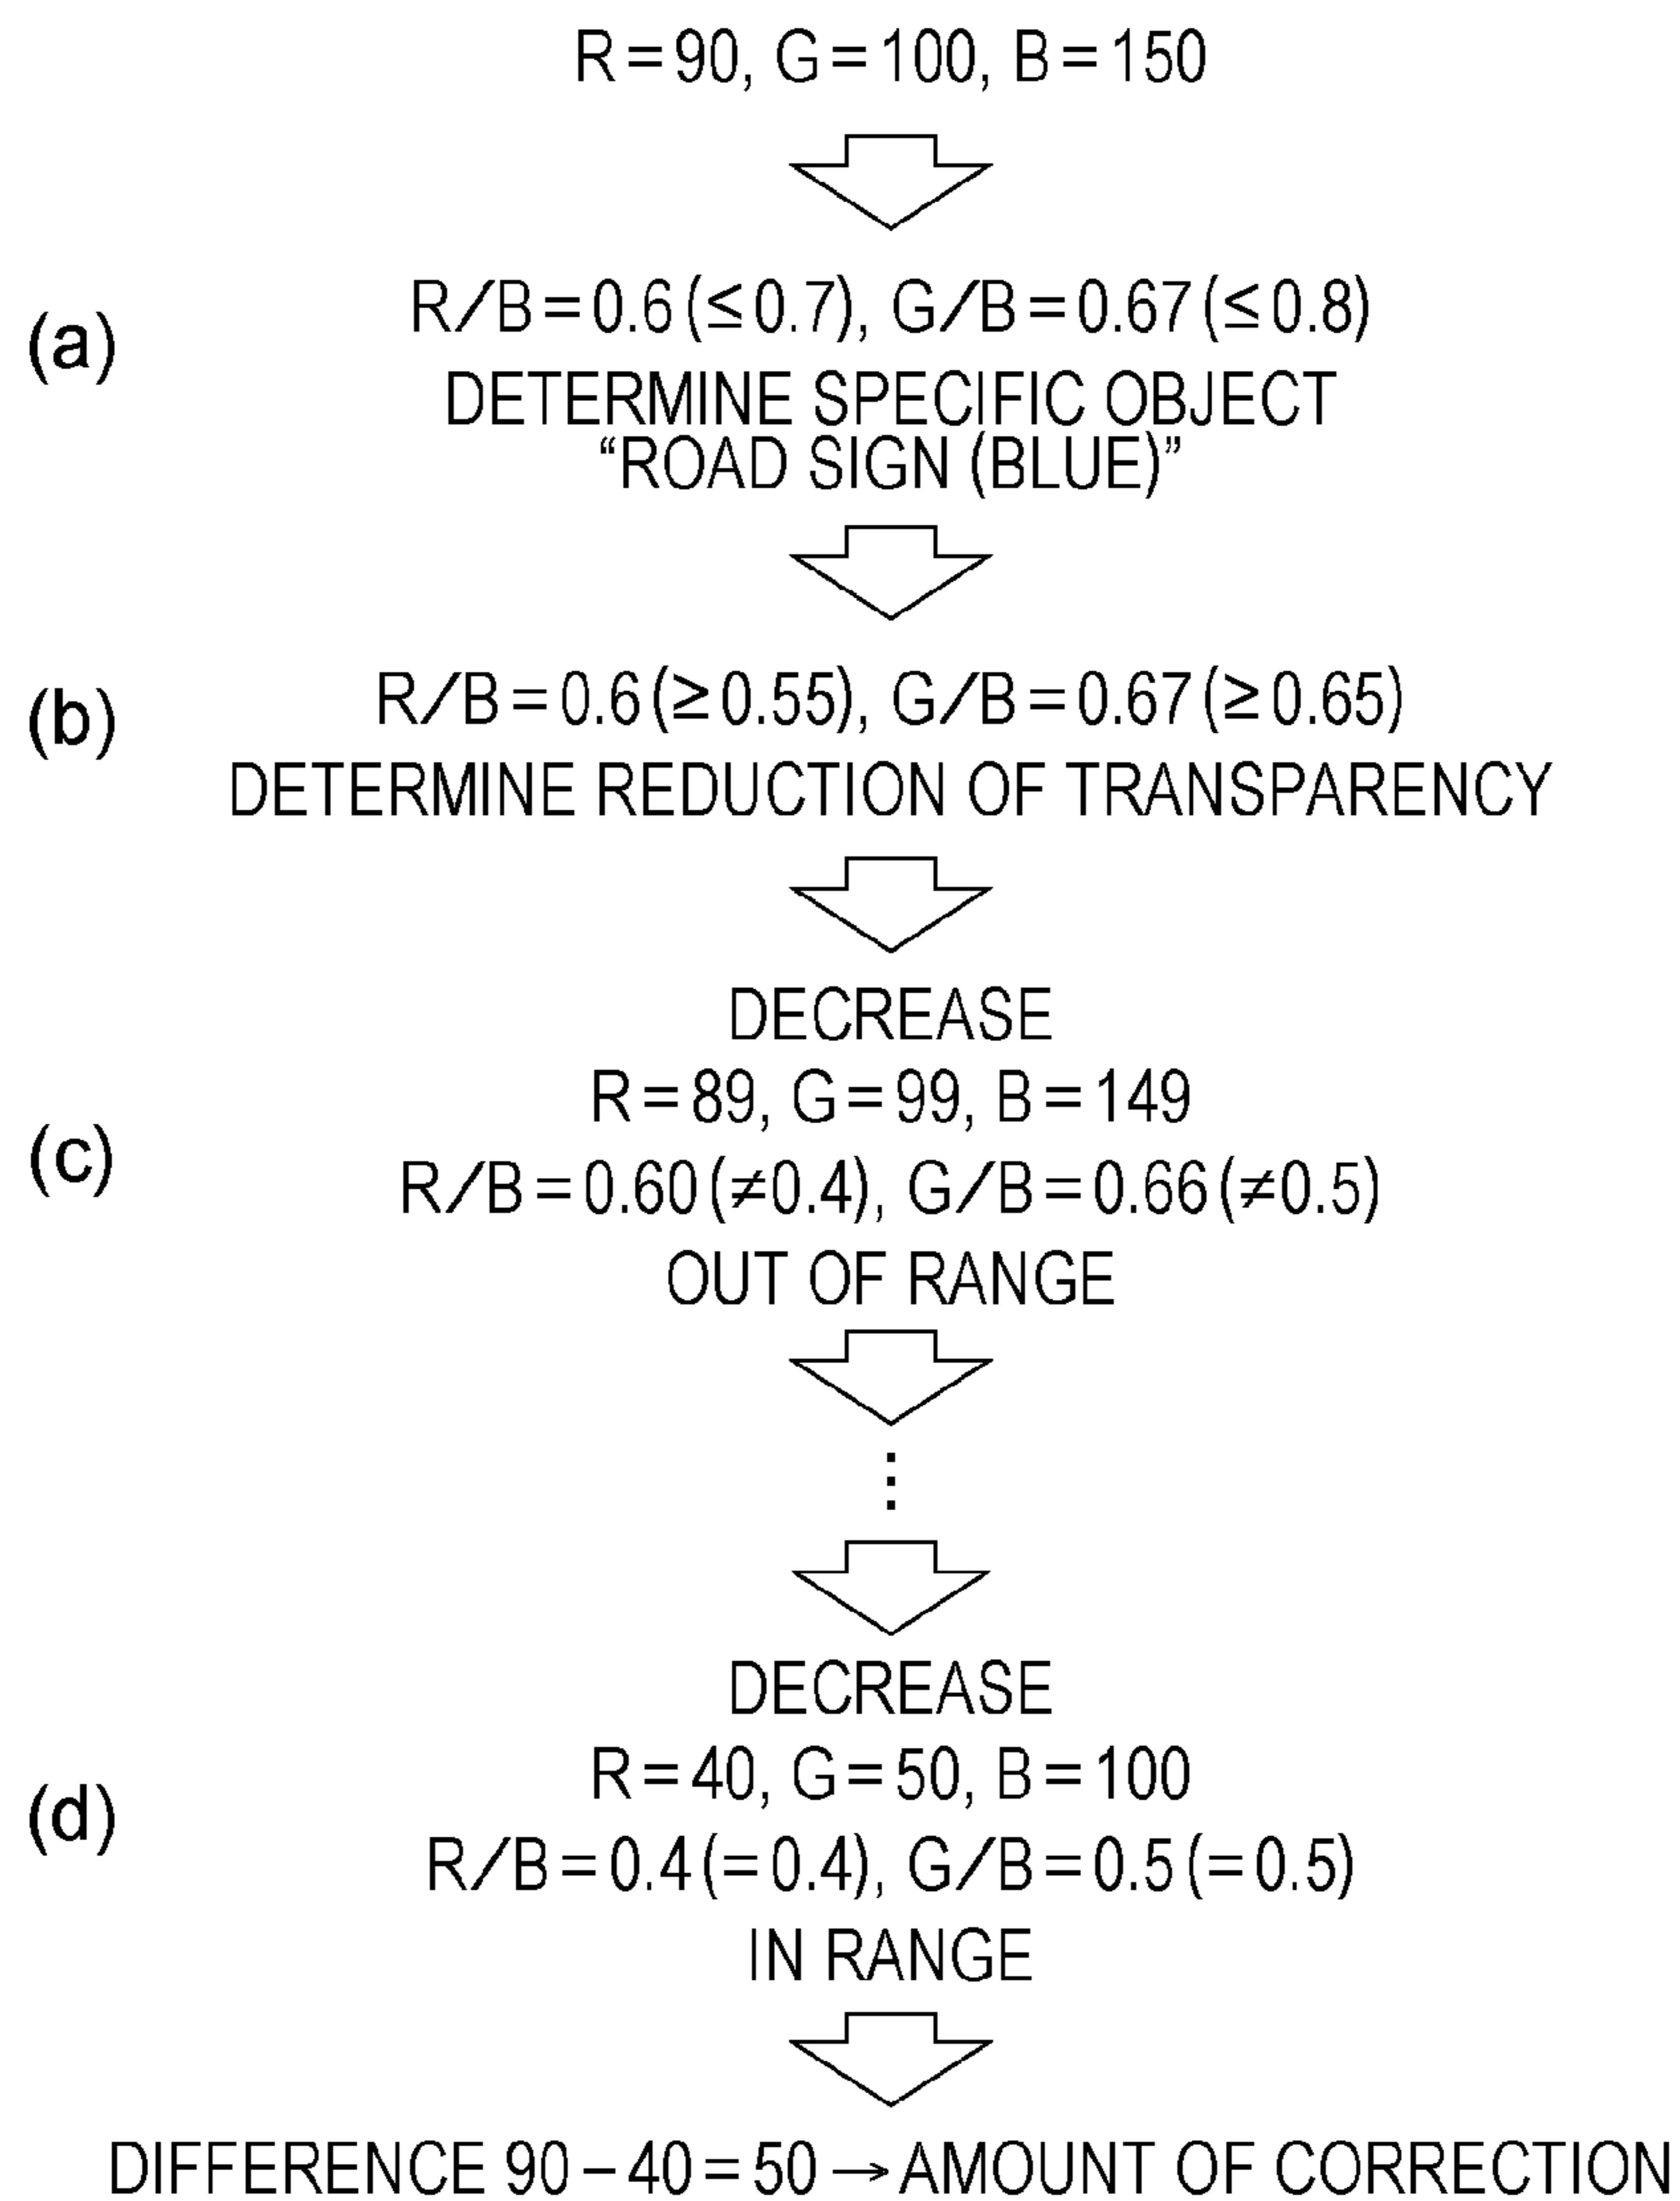 R=90, G=100, B=150
(a)
R/B=0.6(≤0.7), G/B=0.67(≤0.8)
DETERMINE SPECIFIC OBJECT
“ROAD SIGN (BLUE)”
(b)
R/B=0.6(≥0.55), G/B=0.67(≥0.65)
DETERMINE REDUCTION OF TRANSPARENCY
DECREASE
R=89, G=99, B=149
(c)
R/B=0.60(≠0.4), G/B=0.66(≠0.5)
OUT OF RANGE
⋮
DECREASE
R=40, G=50, B=100
(d)
R/B=0.4(=0.4), G/B=0.5(=0.5)
IN RANGE
DIFFERENCE 90−40=50→AMOUNT OF CORRECTION